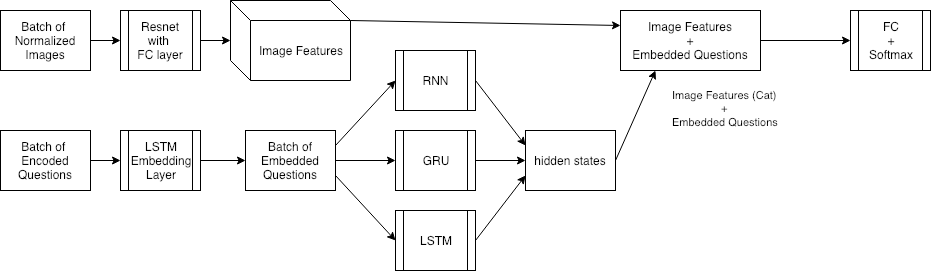 Batch of
Normalized
Images
Resnet
with
FC layer
Image Features
Image Features
+
Embedded Questions
FC
+
Softmax
Image Features (Cat)
+
Embedded Questions
Batch of
Encoded
Questions
LSTM
Embedding
Layer
Batch of
Embedded
Questions
RNN
GRU
LSTM
hidden states